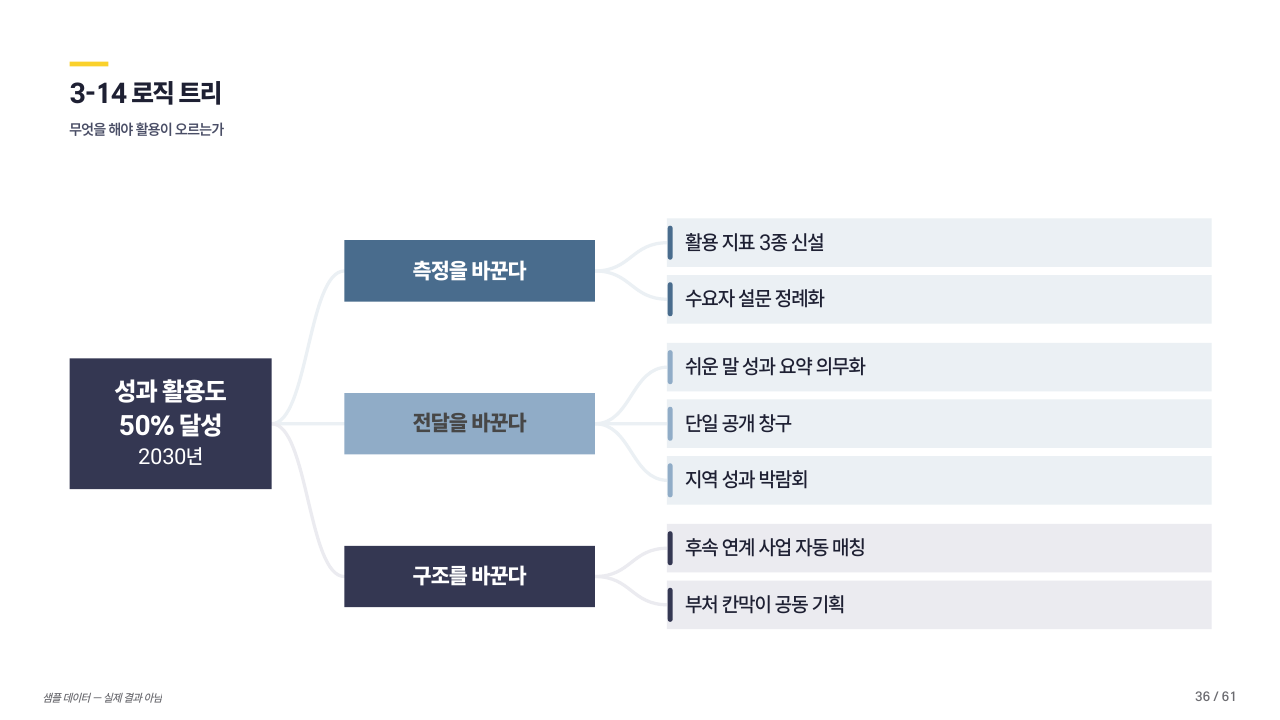 3-14 로직 트리
무엇을 해야 활용이 오르는가
성과 활용도
50% 달성
2030년
측정을 바꾼다
활용 지표 3종 신설
수요자 설문 정례화
전달을 바꾼다
쉬운 말 성과 요약 의무화
단일 공개 창구
지역 성과 박람회
구조를 바꾼다
후속 연계 사업 자동 매칭
부처 칸막이 공동 기획
샘플 데이터 – 실제 결과 아님
36 / 61